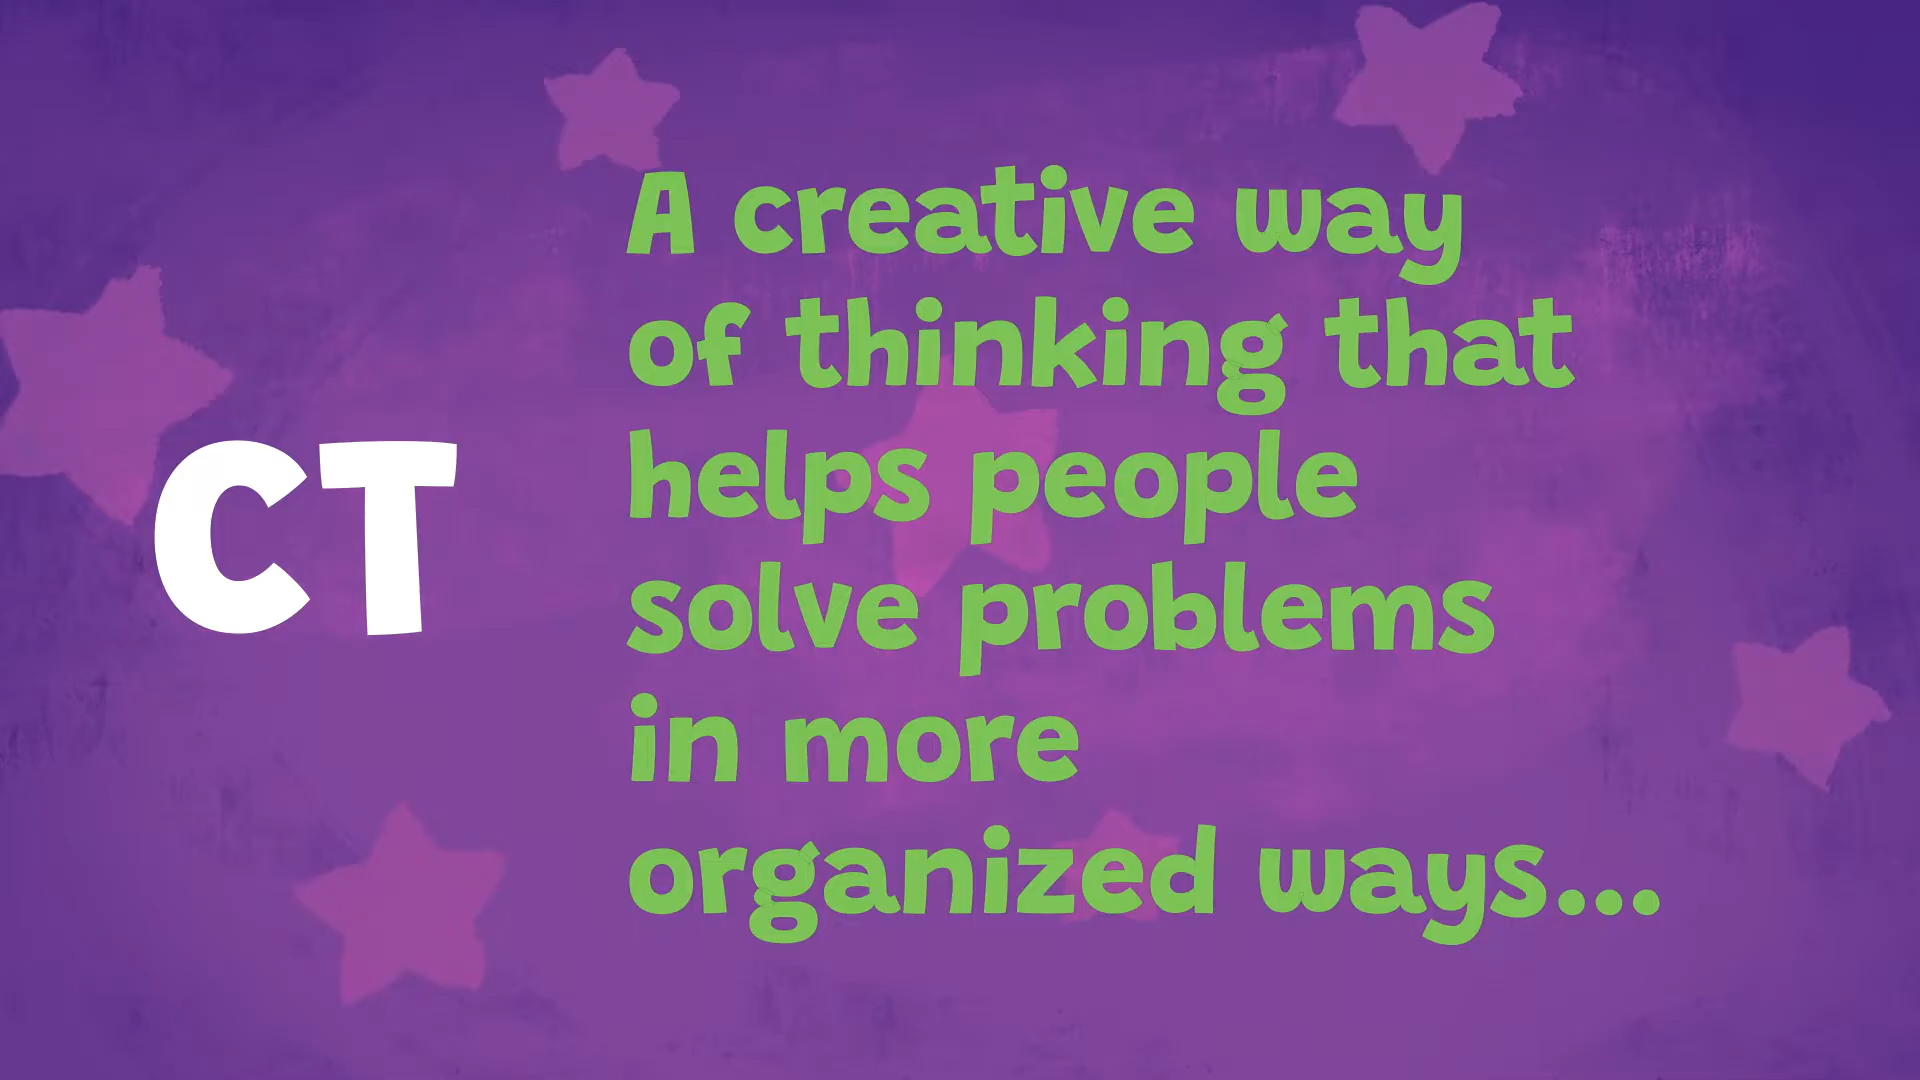 CT
A creative way
of thinking that
helps people
solve problems
in more
organized ways...